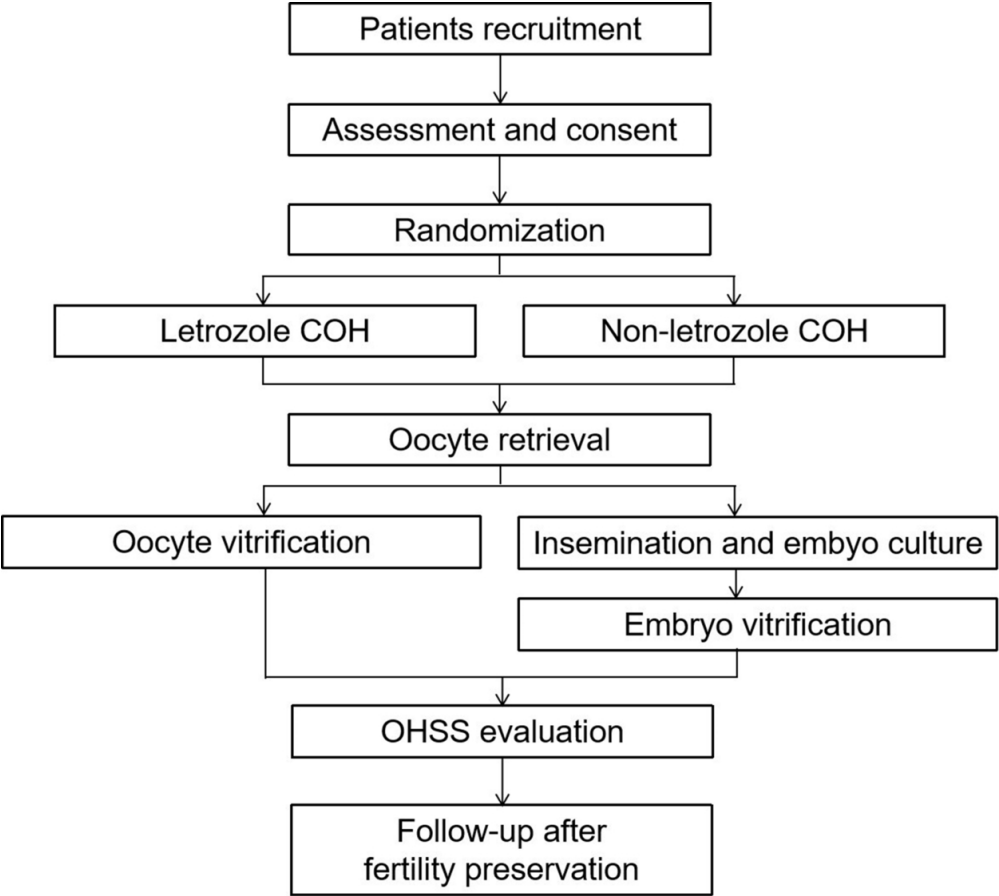 Patients recruitment
Assessment and consent
Randomization
Letrozole COH
Non-letrozole COH
Oocyte retrieval
Oocyte vitrification
Insemination and embyo culture
Embryo vitrification
OHSS evaluation
Follow-up after
fertility preservation